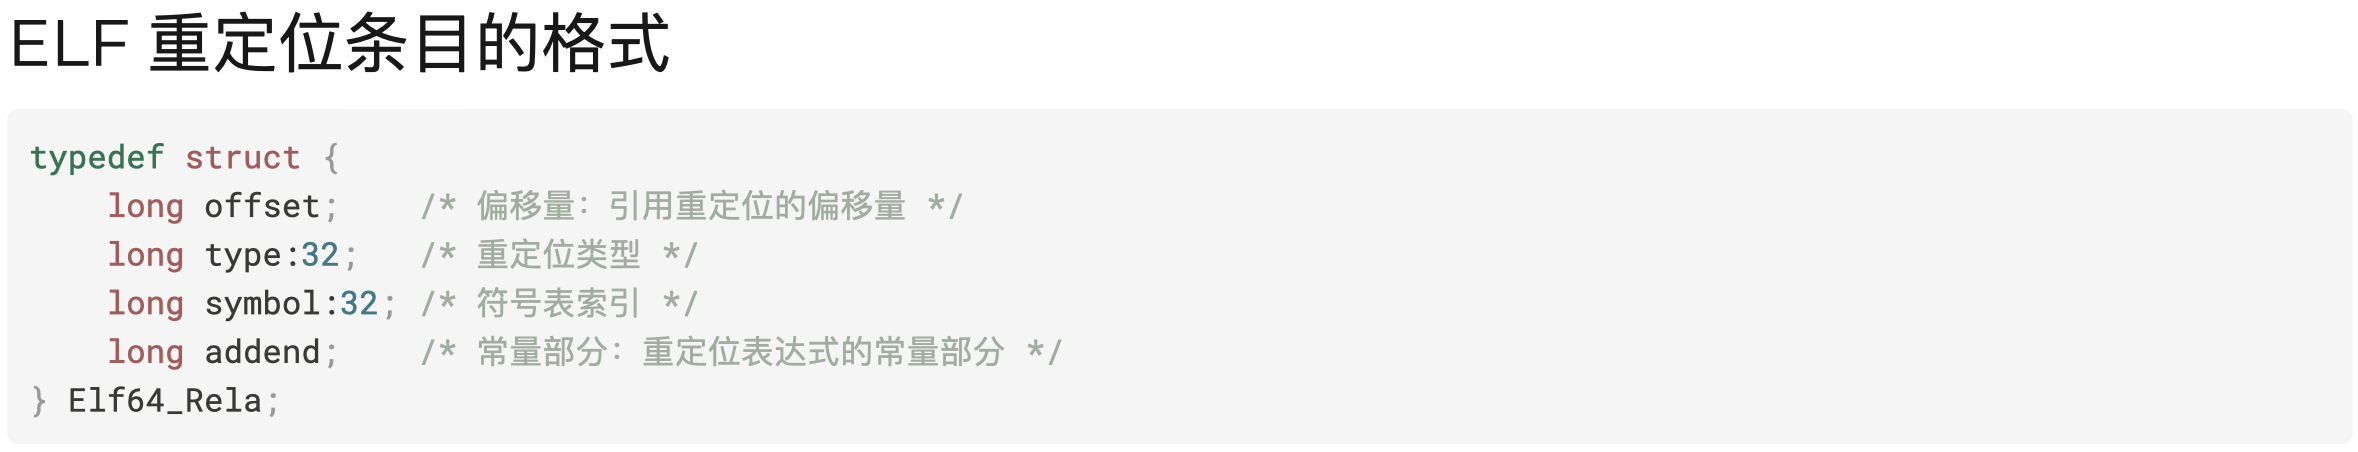 ELF 重定位条目的格式
typedef struct {
    long offset;    /* 偏移量：引用重定位的偏移量 */
    long type:32;   /* 重定位类型 */
    long symbol:32; /* 符号表索引 */
    long addend;    /* 常量部分：重定位表达式的常量部分 */
} Elf64_Rela;